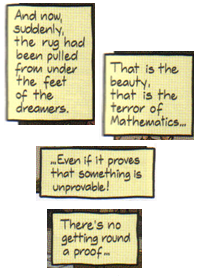 And now,
suddenly,
the rug had
been pulled
from under
the feet
of the
dreamers.
That is the
beauty,
that is the
terror of
Mathematics...
...Even if it proves
that something is
unprovable!
There's no
getting round
a proof...